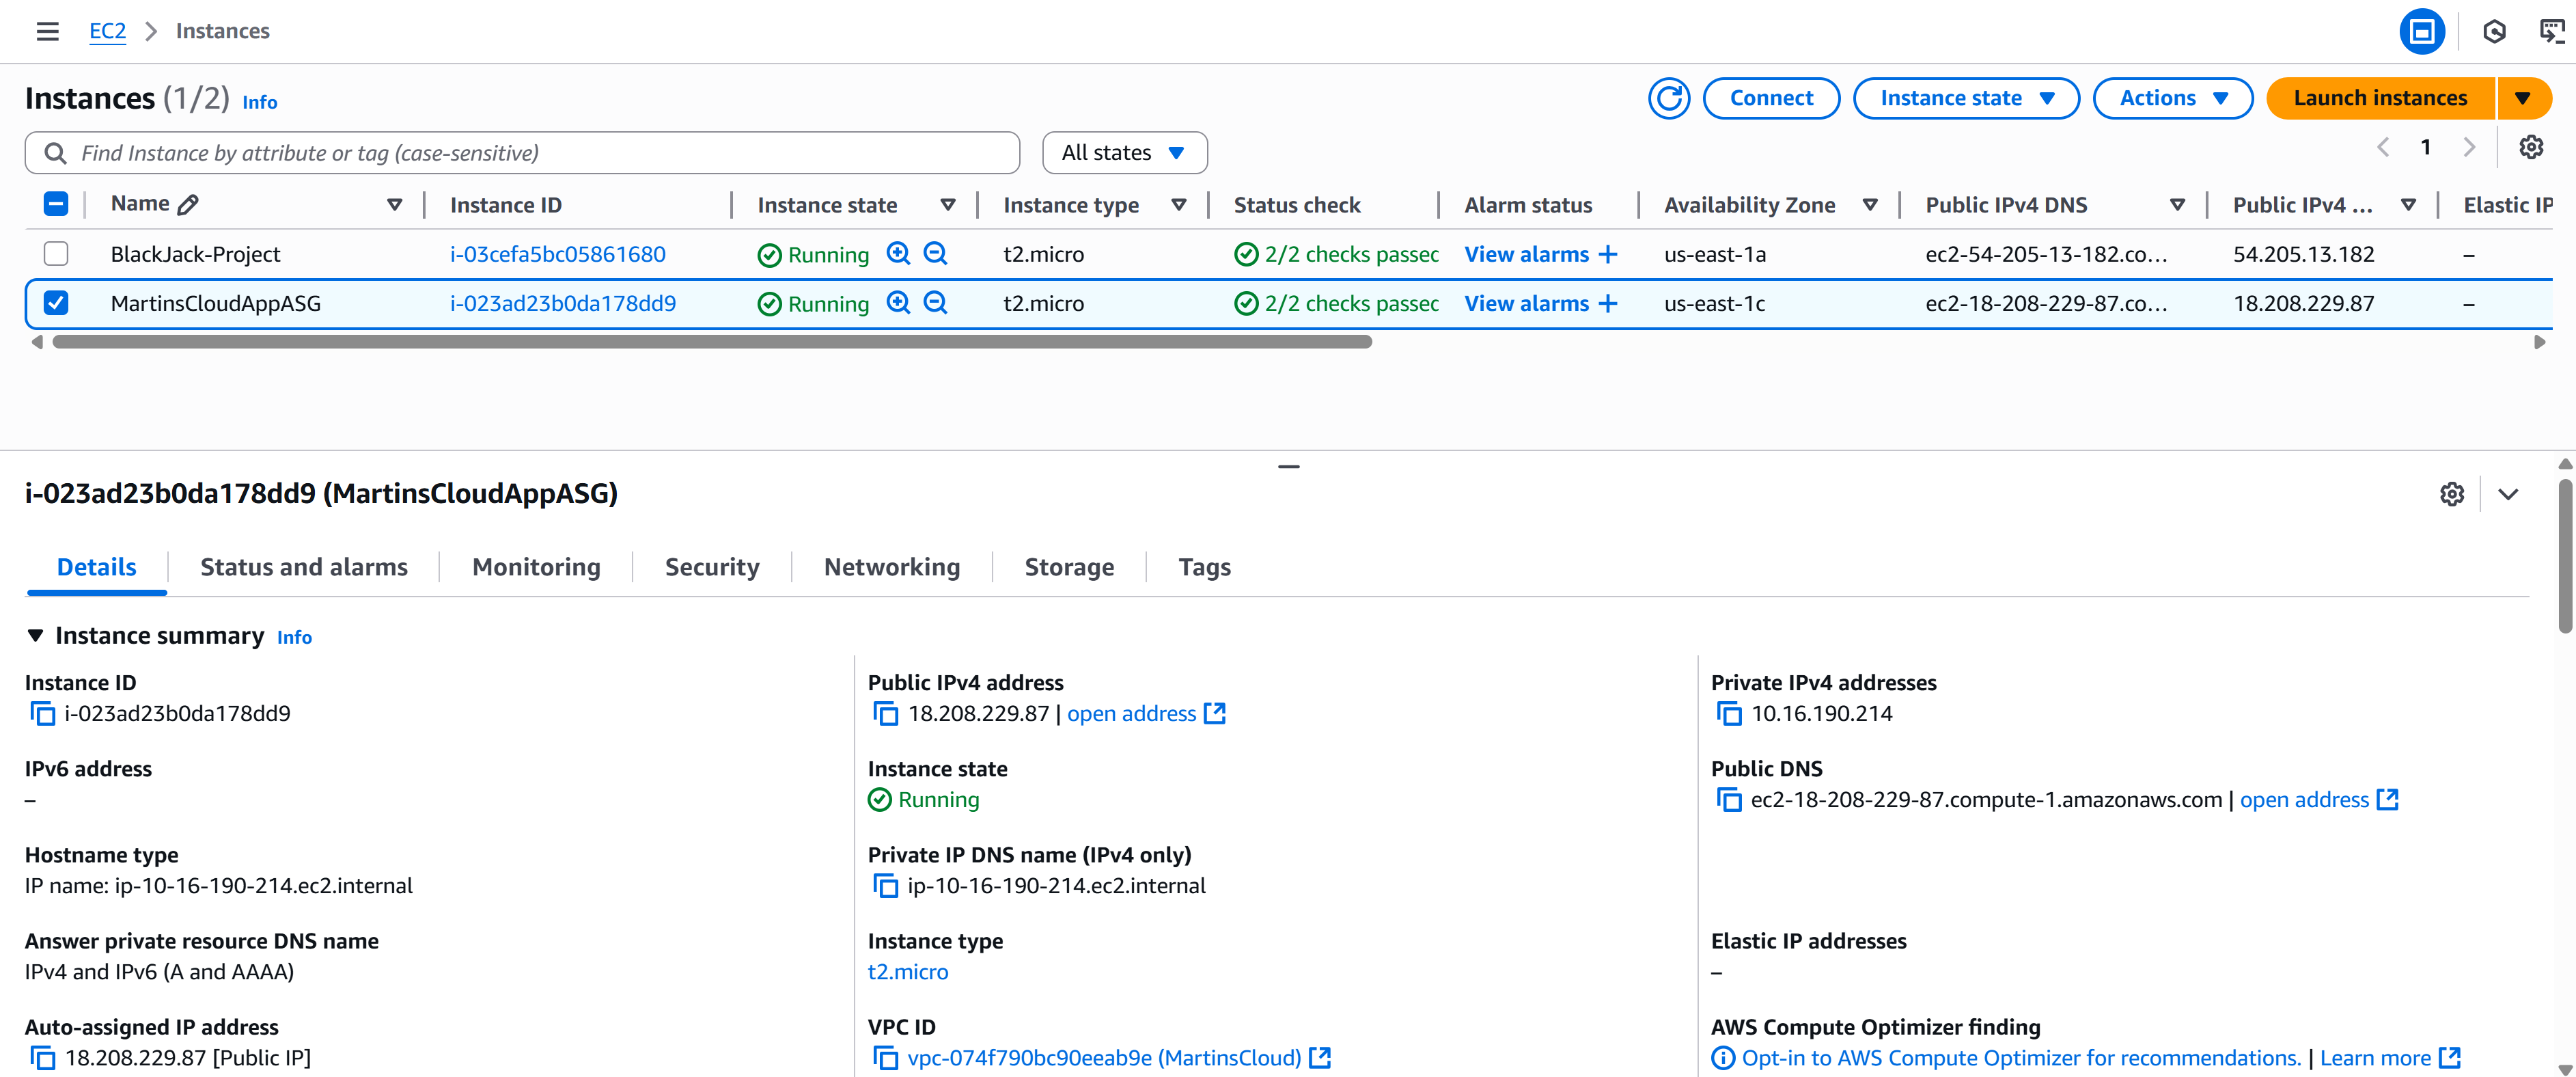 EC2 Instances
Instances (1/2) Info Connect Instance state Actions Launch instances
Find Instance by attribute or tag (case-sensitive) All states 1
Name Instance ID Instance state Instance type Status check Alarm status Availability Zone Public IPv4 DNS Public IPv4 ... Elastic IP
BlackJack-Project i-03cefa5bc05861680 Running t2.micro 2/2 checks passec View alarms + us-east-1a ec2-54-205-13-182.co... 54.205.13.182 –
MartinsCloudAppASG i-023ad23b0da178dd9 Running t2.micro 2/2 checks passec View alarms + us-east-1c ec2-18-208-229-87.co... 18.208.229.87 –
i-023ad23b0da178dd9 (MartinsCloudAppASG)
Details Status and alarms Monitoring Security Networking Storage Tags
Instance summary Info
Instance ID Public IPv4 address Private IPv4 addresses
i-023ad23b0da178dd9 18.208.229.87 | open address 10.16.190.214
IPv6 address Instance state Public DNS
– Running ec2-18-208-229-87.compute-1.amazonaws.com | open address
Hostname type Private IP DNS name (IPv4 only)
IP name: ip-10-16-190-214.ec2.internal ip-10-16-190-214.ec2.internal
Answer private resource DNS name Instance type Elastic IP addresses
IPv4 and IPv6 (A and AAAA) t2.micro –
Auto-assigned IP address VPC ID AWS Compute Optimizer finding
18.208.229.87 [Public IP] vpc-074f790bc90eeab9e (MartinsCloud) Opt-in to AWS Compute Optimizer for recommendations. | Learn more